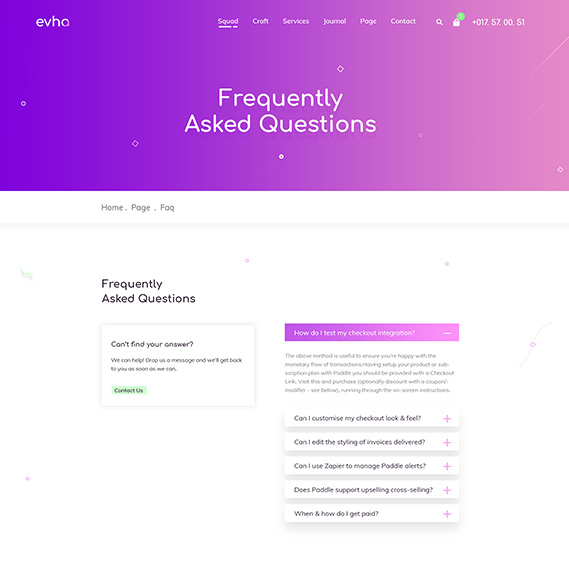 evha
Squad Craft Services Journal Page Contact +017. 57. 00. 51
Frequently
Asked Questions
Home . Page . Faq
Frequently
Asked Questions
Can't find your answer?
We can help! Drop us a message and we'll get back
to you as soon as we can.
Contact Us
How do I test my checkout integration?
The above method is useful to ensure you're happy with the
monetary flow of transactions.Having setup your product or sub-
scription plan with Paddle you should be provided with a Checkout
Link. Visit this and purchase (optionally discount with a coupon/
modifier - see below), running through the on-screen instructions.
Can I customise my checkout look & feel?
Can I edit the styling of invoices delivered?
Can I use Zapier to manage Paddle alerts?
Does Paddle support upselling cross-selling?
When & how do I get paid?